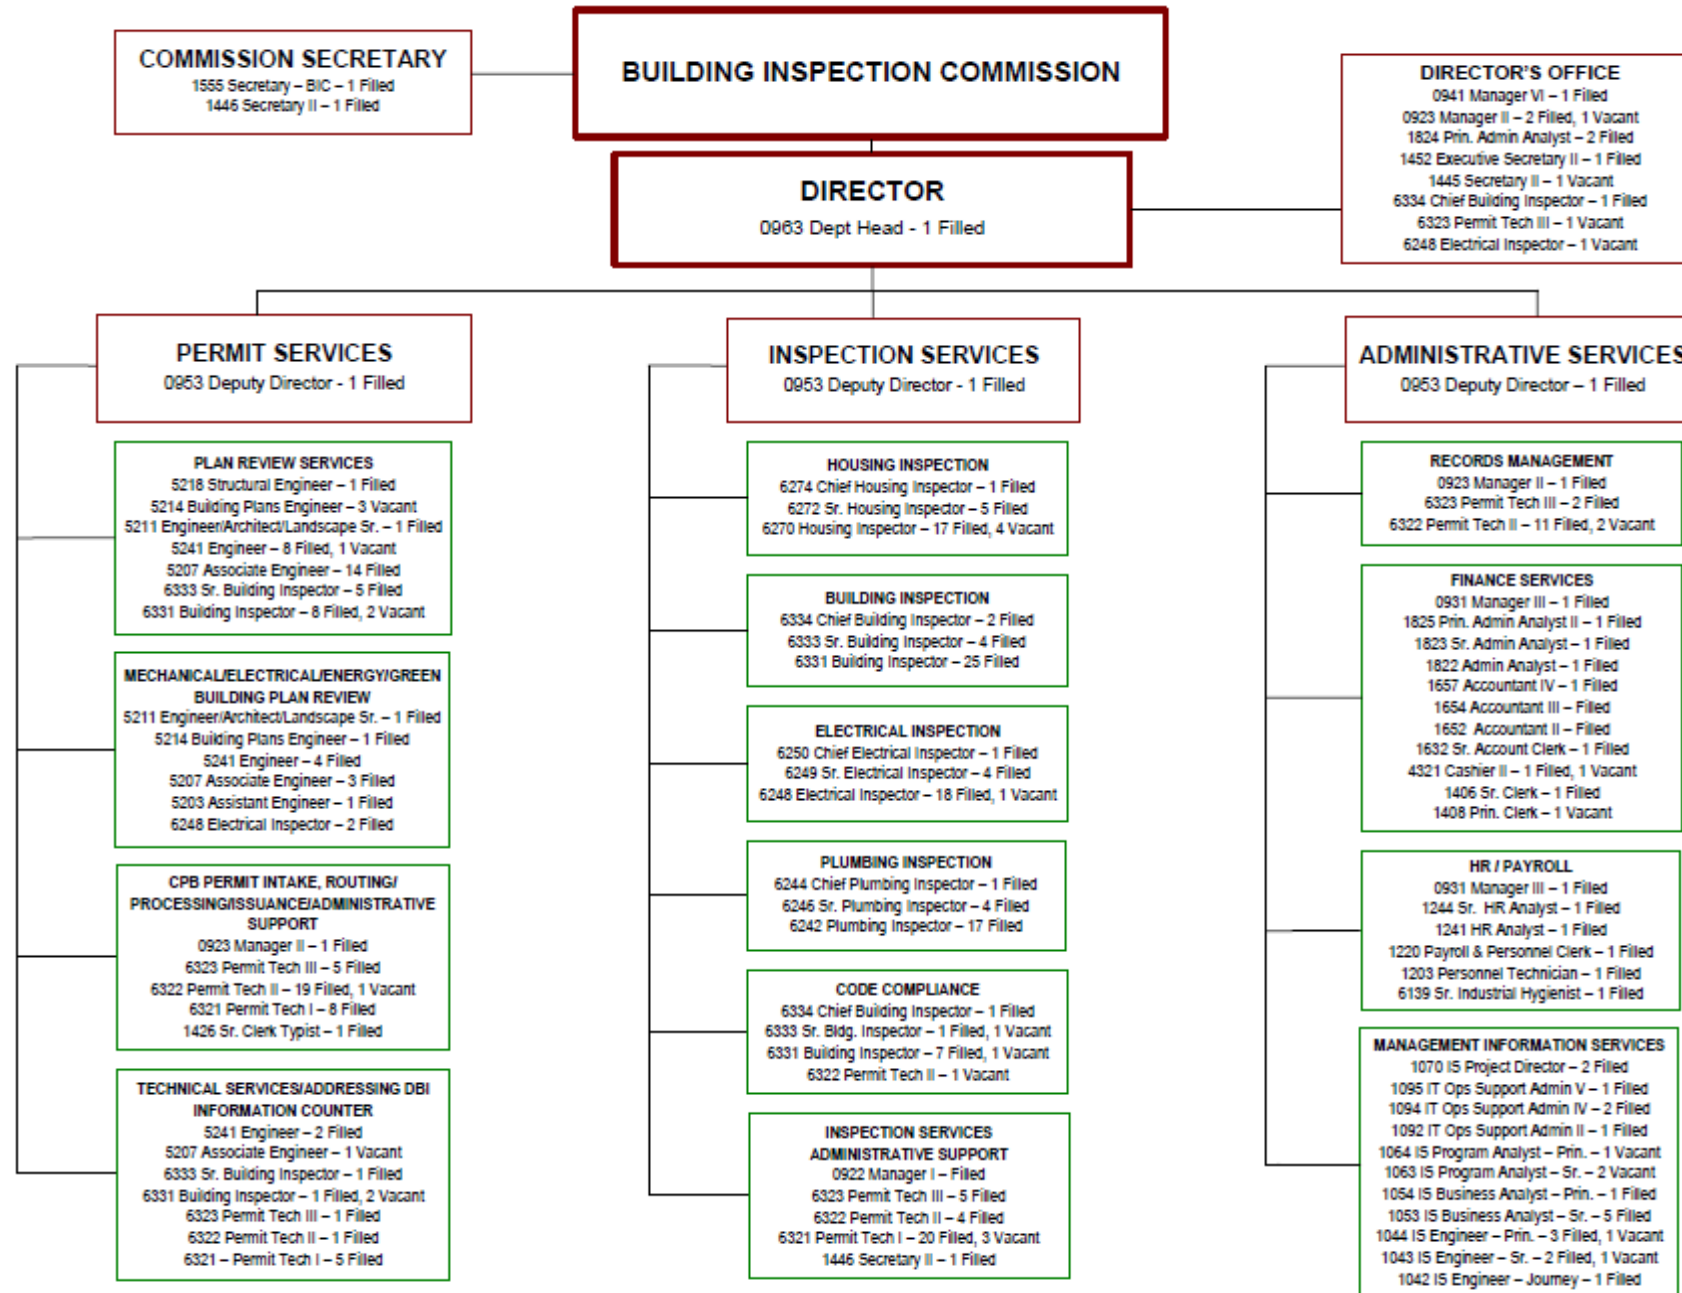 COMMISSION SECRETARY
1555 Secretary – BIC – 1 Filled
1446 Secretary II – 1 Filled
BUILDING INSPECTION COMMISSION
DIRECTOR
0963 Dept Head - 1 Filled
DIRECTOR'S OFFICE
0941 Manager VI – 1 Filled
0923 Manager II – 2 Filled, 1 Vacant
1824 Prin. Admin Analyst – 2 Filled
1452 Executive Secretary II – 1 Filled
1445 Secretary II – 1 Vacant
6334 Chief Building Inspector – 1 Filled
6323 Permit Tech III – 1 Vacant
6248 Electrical Inspector – 1 Vacant
PERMIT SERVICES
0953 Deputy Director - 1 Filled
PLAN REVIEW SERVICES
5218 Structural Engineer – 1 Filled
5214 Building Plans Engineer – 3 Vacant
5211 Engineer/Architect/Landscape Sr. – 1 Filled
5241 Engineer – 8 Filled, 1 Vacant
5207 Associate Engineer – 14 Filled
6333 Sr. Building Inspector – 5 Filled
6331 Building Inspector – 8 Filled, 2 Vacant
MECHANICAL/ELECTRICAL/ENERGY/GREEN
BUILDING PLAN REVIEW
5211 Engineer/Architect/Landscape Sr. – 1 Filled
5214 Building Plans Engineer – 1 Filled
5241 Engineer – 4 Filled
5207 Associate Engineer – 3 Filled
5203 Assistant Engineer – 1 Filled
6248 Electrical Inspector – 2 Filled
CPB PERMIT INTAKE, ROUTING/
PROCESSING/ISSUANCE/ADMINISTRATIVE
SUPPORT
0923 Manager II – 1 Filled
6323 Permit Tech III – 5 Filled
6322 Permit Tech II – 19 Filled, 1 Vacant
6321 Permit Tech I – 8 Filled
1426 Sr. Clerk Typist – 1 Filled
TECHNICAL SERVICES/ADDRESSING DBI
INFORMATION COUNTER
5241 Engineer – 2 Filled
5207 Associate Engineer – 1 Vacant
6333 Sr. Building Inspector – 1 Filled
6331 Building Inspector – 1 Filled, 2 Vacant
6323 Permit Tech III – 1 Filled
6322 Permit Tech II – 1 Filled
6321 – Permit Tech I – 5 Filled
INSPECTION SERVICES
0953 Deputy Director - 1 Filled
HOUSING INSPECTION
6274 Chief Housing Inspector – 1 Filled
6272 Sr. Housing Inspector – 5 Filled
6270 Housing Inspector – 17 Filled, 4 Vacant
BUILDING INSPECTION
6334 Chief Building Inspector – 2 Filled
6333 Sr. Building Inspector – 4 Filled
6331 Building Inspector – 25 Filled
ELECTRICAL INSPECTION
6250 Chief Electrical Inspector – 1 Filled
6249 Sr. Electrical Inspector – 4 Filled
6248 Electrical Inspector – 18 Filled, 1 Vacant
PLUMBING INSPECTION
6244 Chief Plumbing Inspector – 1 Filled
6246 Sr. Plumbing Inspector – 4 Filled
6242 Plumbing Inspector – 17 Filled
CODE COMPLIANCE
6334 Chief Building Inspector – 1 Filled
6333 Sr. Bldg. Inspector – 1 Filled, 1 Vacant
6331 Building Inspector – 7 Filled, 1 Vacant
6322 Permit Tech II – 1 Vacant
INSPECTION SERVICES
ADMINISTRATIVE SUPPORT
0922 Manager I – Filled
6323 Permit Tech III – 5 Filled
6322 Permit Tech II – 4 Filled
6321 Permit Tech I – 20 Filled, 3 Vacant
1446 Secretary II – 1 Filled
ADMINISTRATIVE SERVICES
0953 Deputy Director – 1 Filled
RECORDS MANAGEMENT
0923 Manager II – 1 Filled
6323 Permit Tech III – 2 Filled
6322 Permit Tech II – 11 Filled, 2 Vacant
FINANCE SERVICES
0931 Manager III – 1 Filled
1825 Prin. Admin Analyst II – 1 Filled
1823 Sr. Admin Analyst – 1 Filled
1822 Admin Analyst – 1 Filled
1657 Accountant IV – 1 Filled
1654 Accountant III – Filled
1652 Accountant II – Filled
1632 Sr. Account Clerk – 1 Filled
4321 Cashier II – 1 Filled, 1 Vacant
1406 Sr. Clerk – 1 Filled
1408 Prin. Clerk – 1 Vacant
HR / PAYROLL
0931 Manager III – 1 Filled
1244 Sr. HR Analyst – 1 Filled
1241 HR Analyst – 1 Filled
1220 Payroll & Personnel Clerk – 1 Filled
1203 Personnel Technician – 1 Filled
6139 Sr. Industrial Hygienist – 1 Filled
MANAGEMENT INFORMATION SERVICES
1070 IS Project Director – 2 Filled
1095 IT Ops Support Admin V – 1 Filled
1094 IT Ops Support Admin IV – 2 Filled
1092 IT Ops Support Admin II – 1 Filled
1064 IS Program Analyst – Prin. – 1 Vacant
1063 IS Program Analyst – Sr. – 2 Vacant
1054 IS Business Analyst – Prin. – 1 Filled
1053 IS Business Analyst – Sr. – 5 Filled
1044 IS Engineer – Prin. – 3 Filled, 1 Vacant
1043 IS Engineer – Sr. – 2 Filled, 1 Vacant
1042 IS Engineer – Journey – 1 Filled